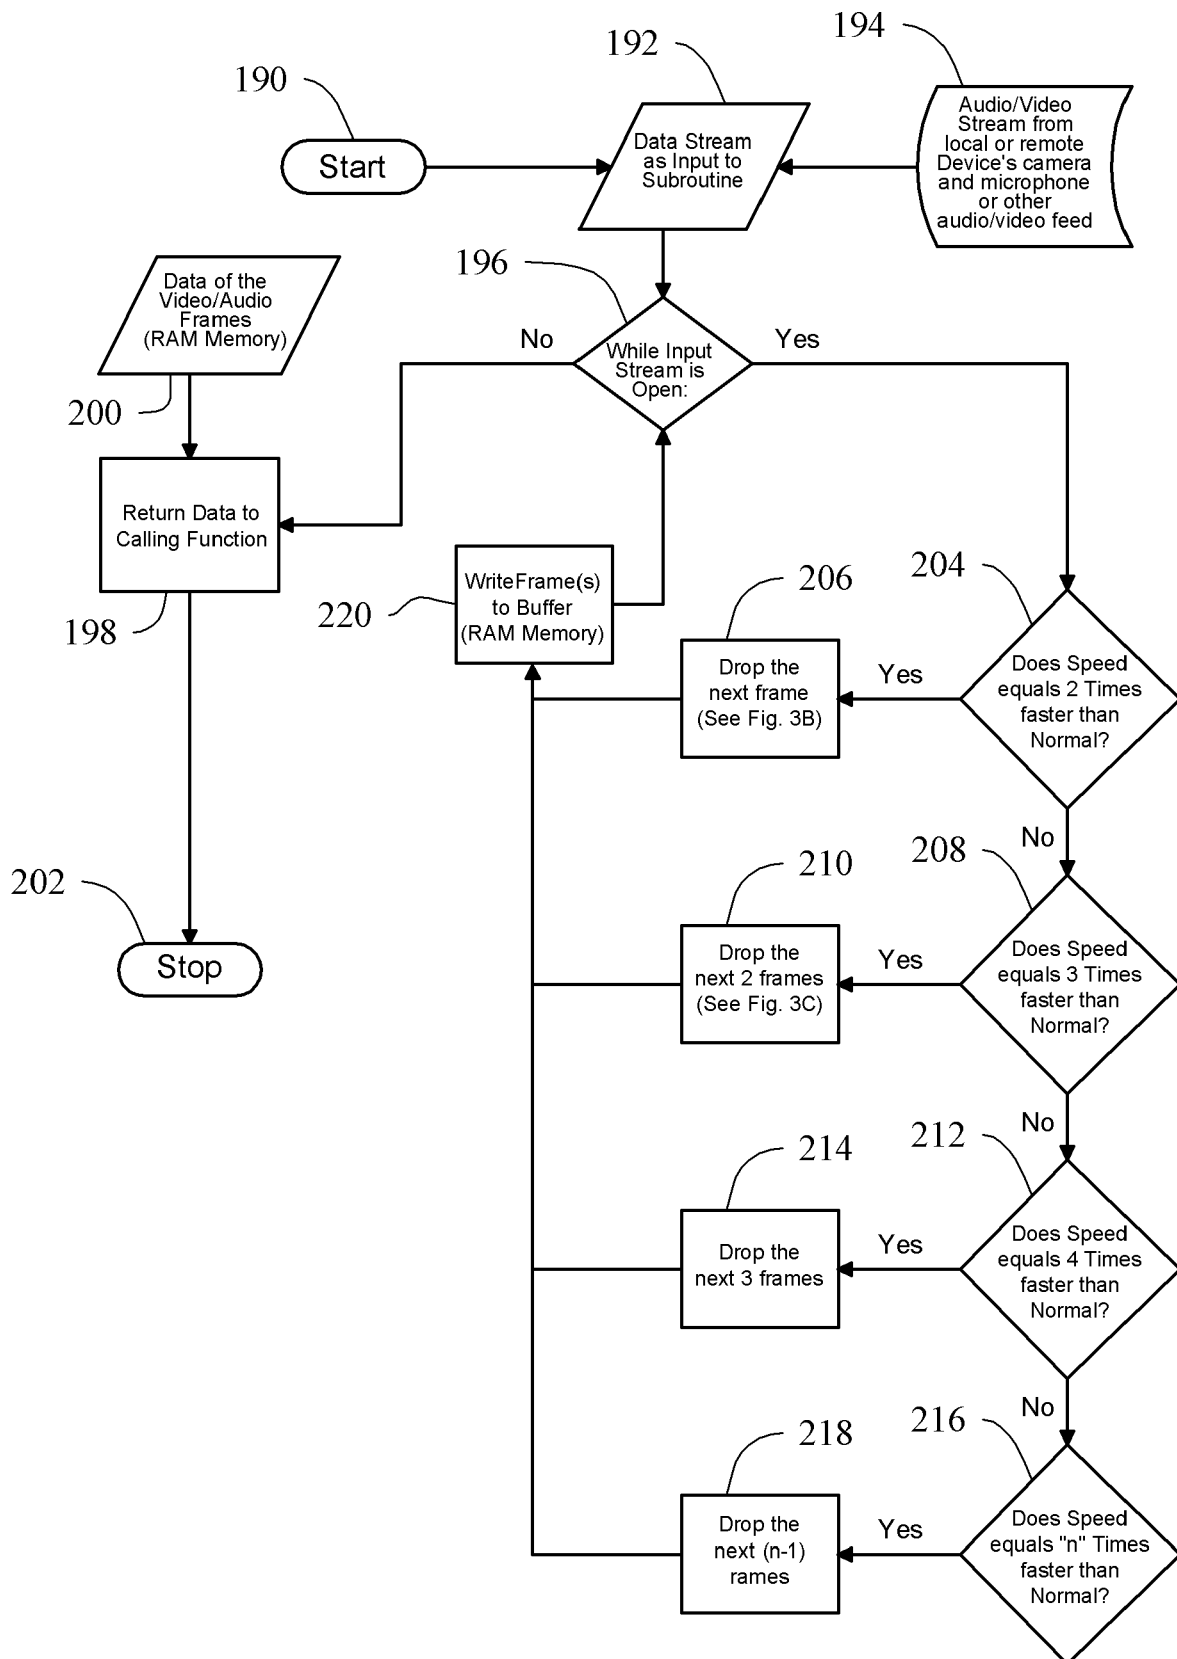 192
194
190
Start
Data Stream
as Input to
Subroutine
Audio/Video
Stream from
local or remote
Device's camera
and microphone
or other
audio/video feed
196
Data of the
Video/Audio
Frames
(RAM Memory)
No
Yes
While Input
Stream is
Open:
200
Return Data to
Calling Function
198
WriteFrame(s)
to Buffer
(RAM Memory)
220
206
204
Drop the
next frame
(See Fig. 3B)
Yes
Does Speed
equals 2 Times
faster than
Normal?
No
202
Stop
210
208
Drop the
next 2 frames
(See Fig. 3C)
Yes
Does Speed
equals 3 Times
faster than
Normal?
No
214
212
Drop the
next 3 frames
Yes
Does Speed
equals 4 Times
faster than
Normal?
No
218
216
Drop the
next (n-1)
rames
Yes
Does Speed
equals "n" Times
faster than
Normal?